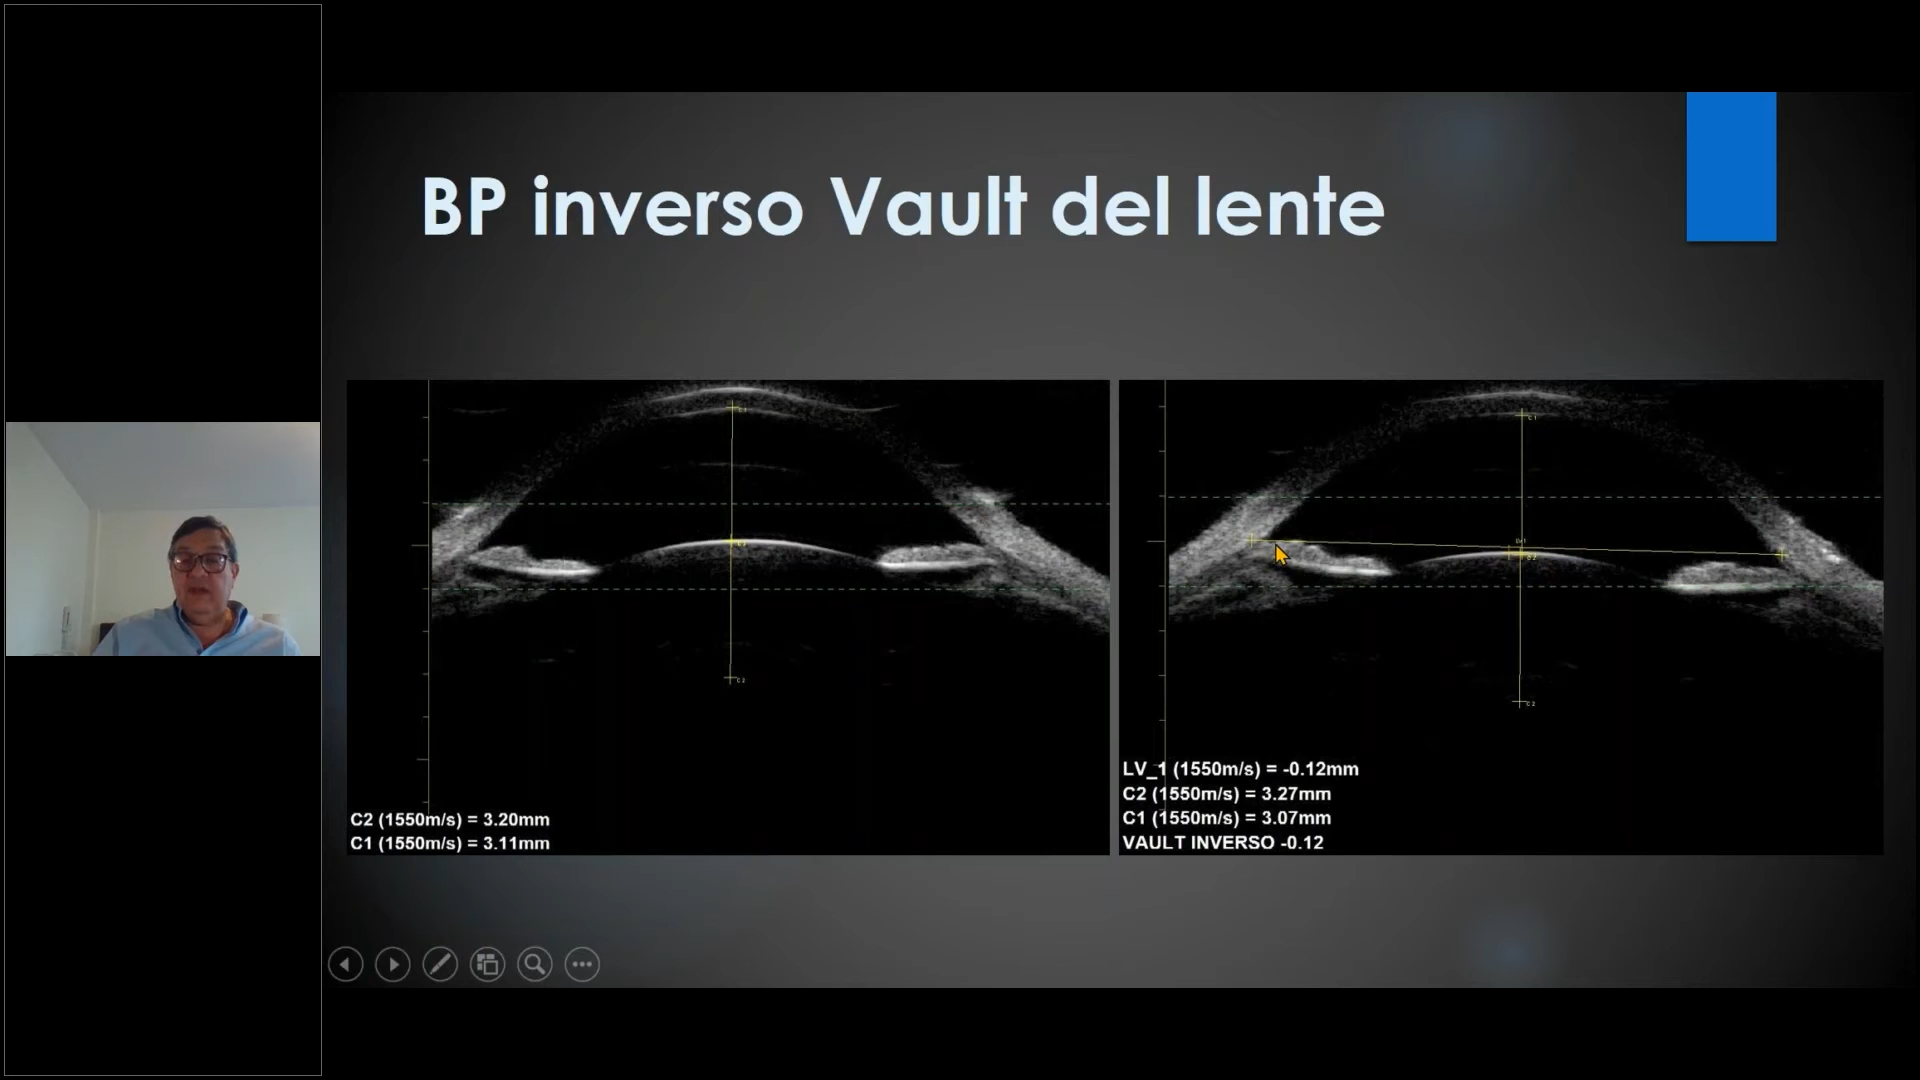 BP inverso Vault del lente
C2 (1550m/s) = 3.20mm
C1 (1550m/s) = 3.11mm
LV_1 (1550m/s) = -0.12mm
C2 (1550m/s) = 3.27mm
C1 (1550m/s) = 3.07mm
VAULT INVERSO -0.12